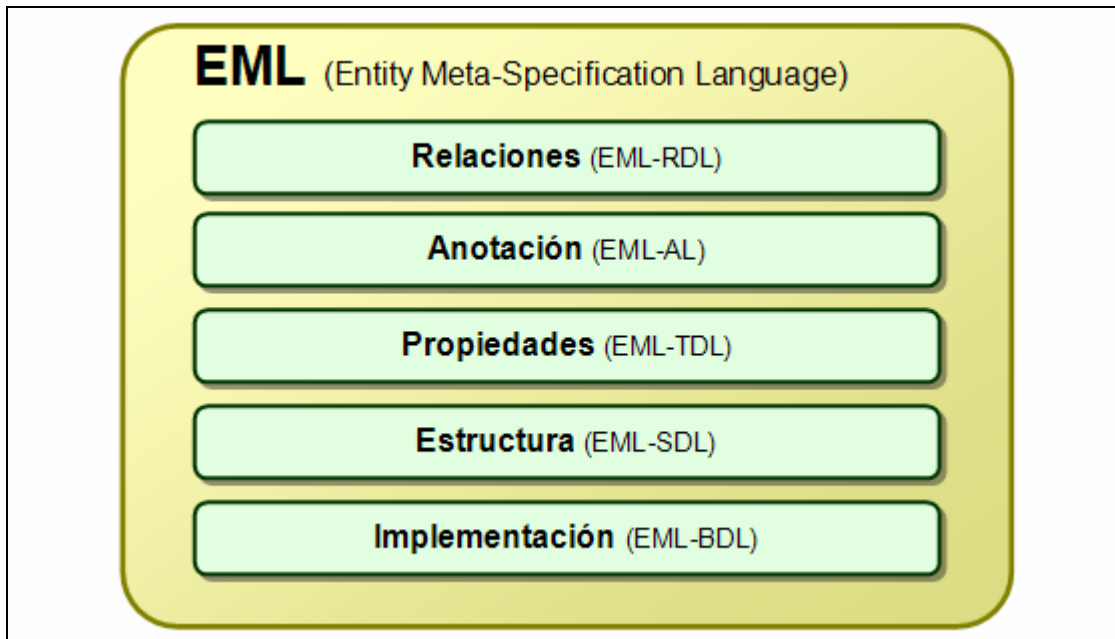 EML (Entity Meta-Specification Language)
Relaciones (EML-RDL)
Anotación (EML-AL)
Propiedades (EML-TDL)
Estructura (EML-SDL)
Implementación (EML-BDL)